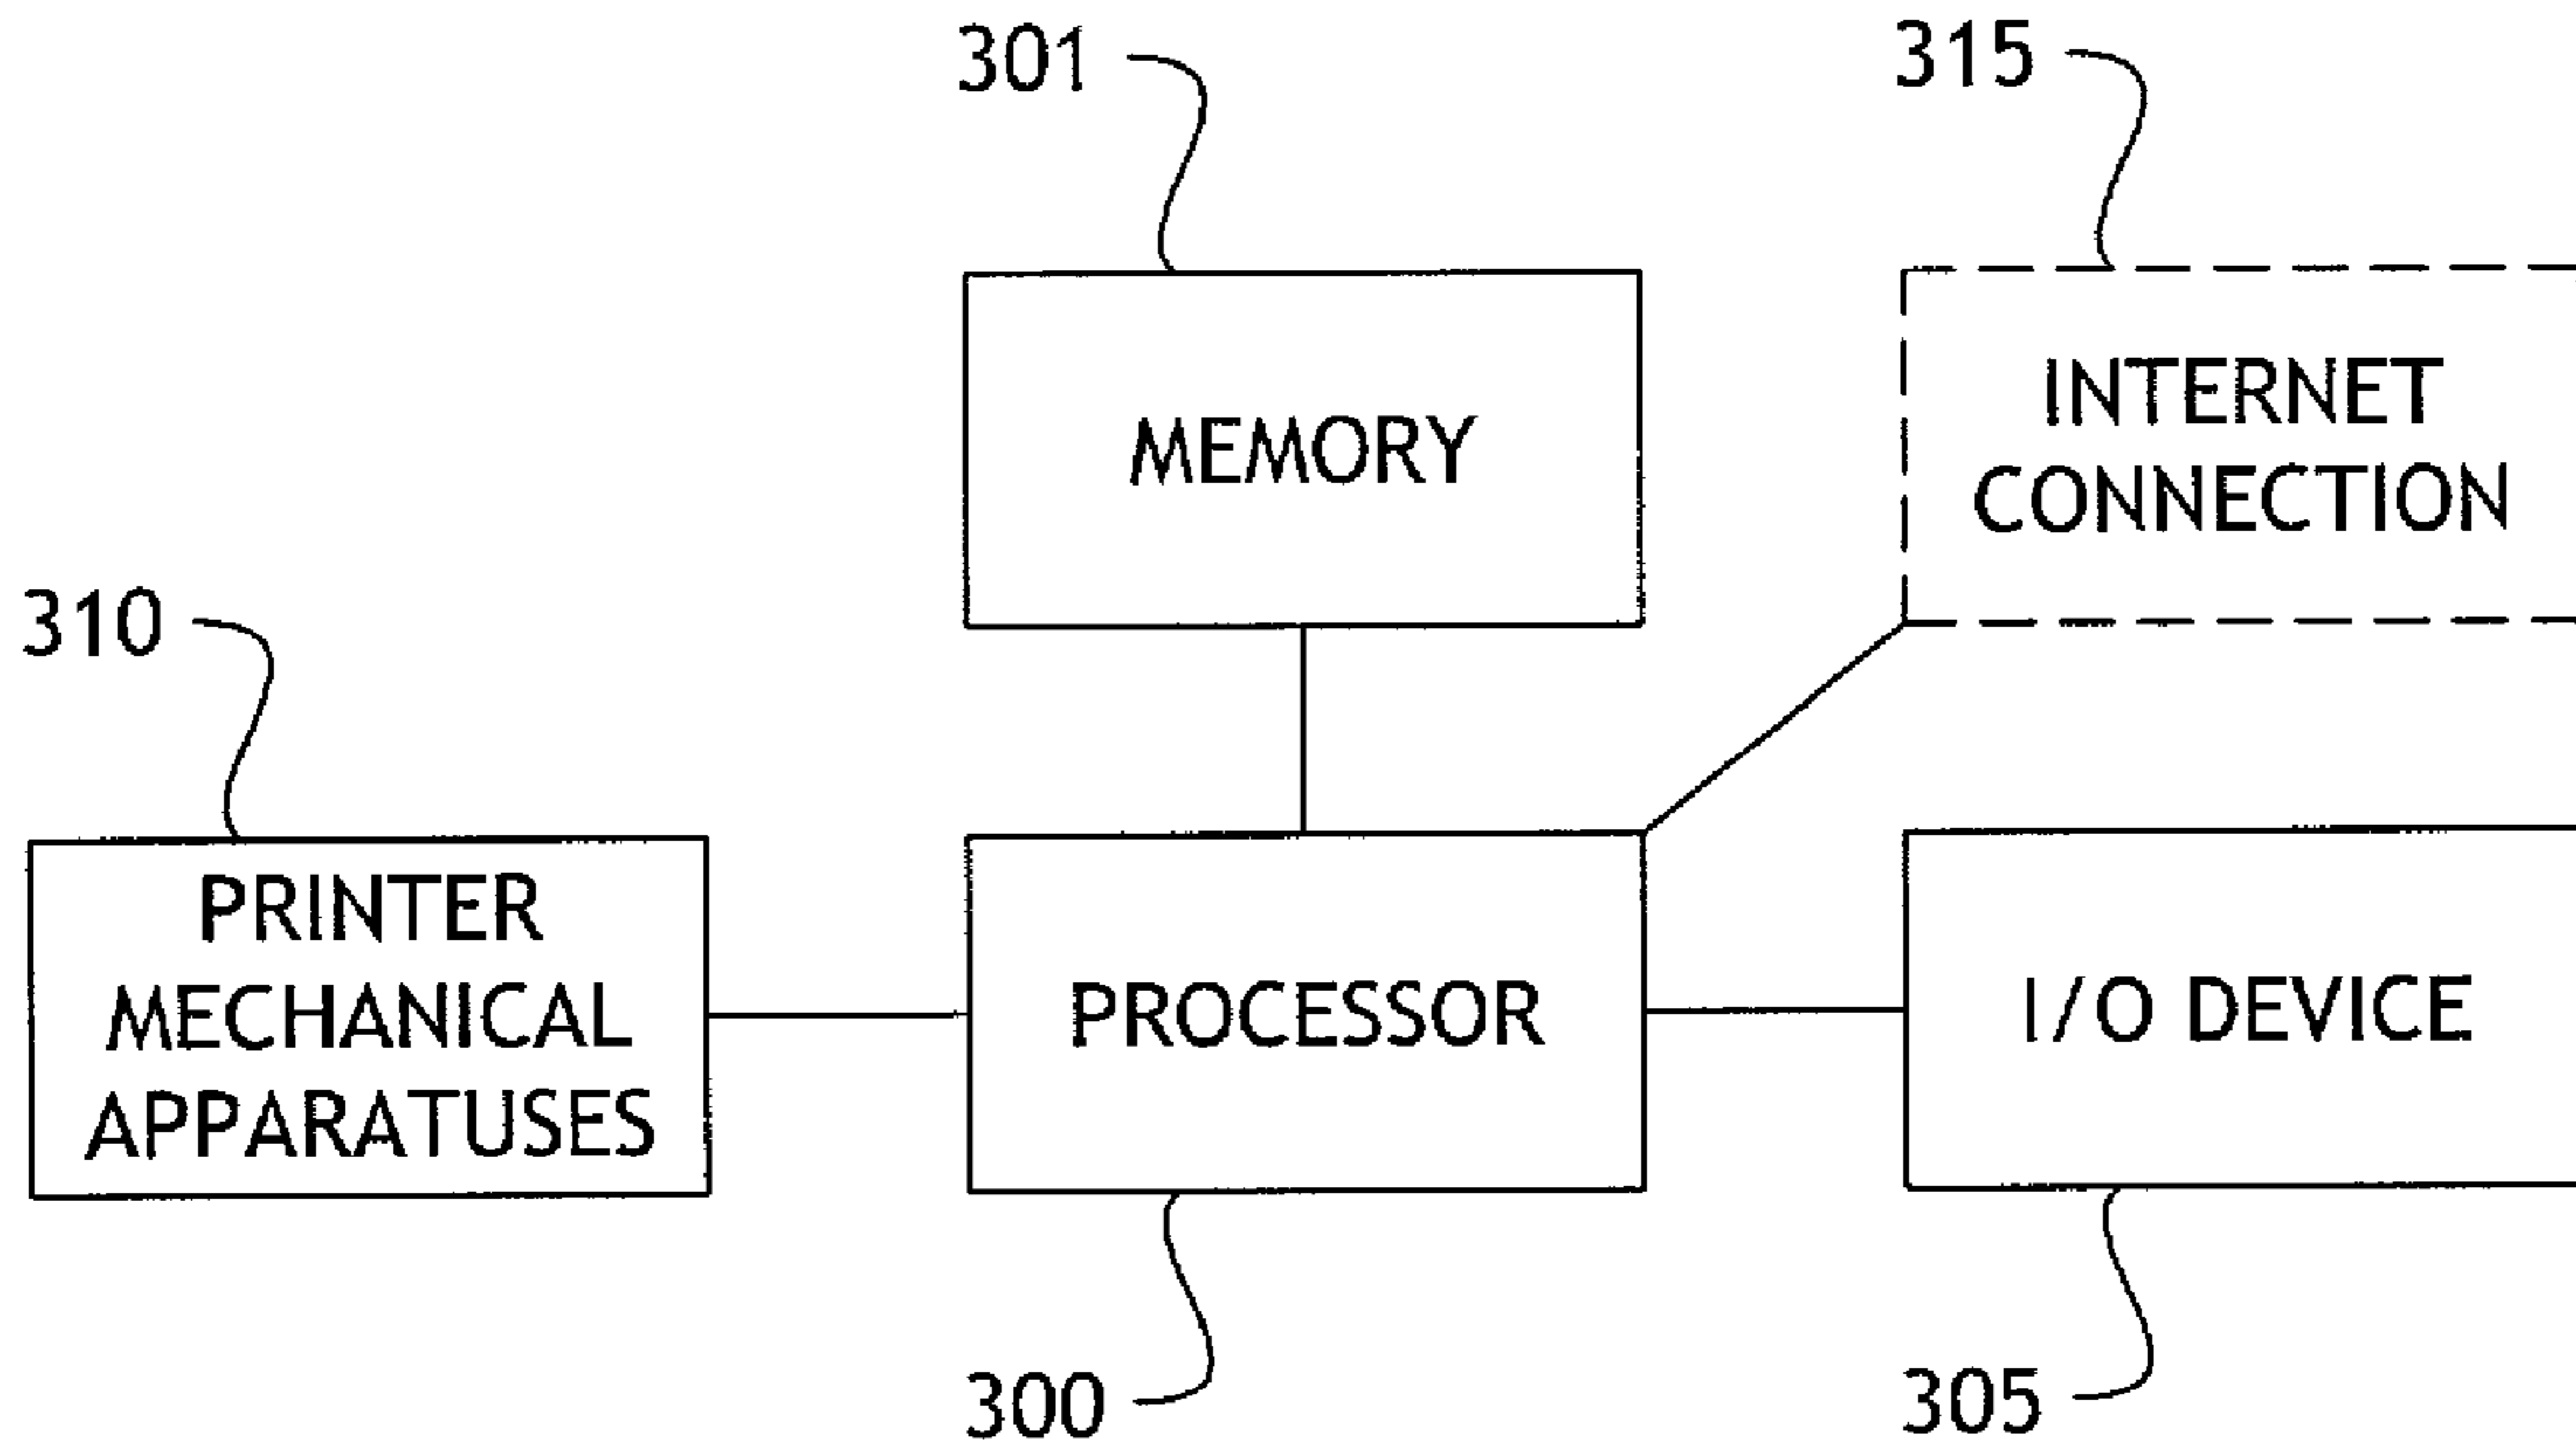 301
315
MEMORY
INTERNET
CONNECTION
310
PRINTER
MECHANICAL
APPARATUSES
PROCESSOR
I/O DEVICE
300
305